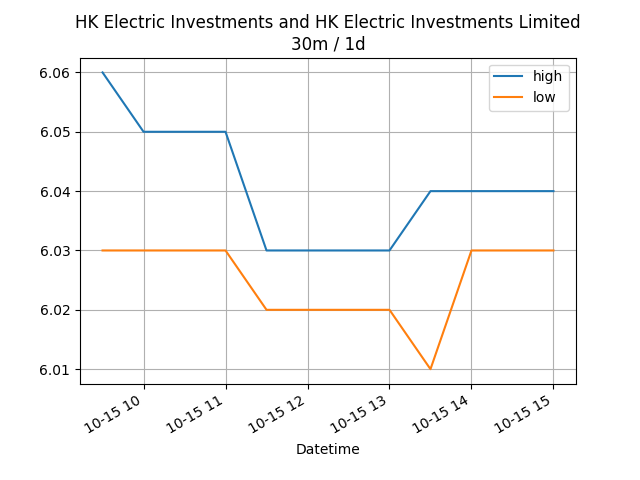 HK Electric Investments and HK Electric Investments Limited
30m / 1d
high
low
6.06
6.05
6.04
6.03
6.02
6.01
10-15 10
10-15 11
10-15 12
10-15 13
10-15 14
10-15 15
Datetime